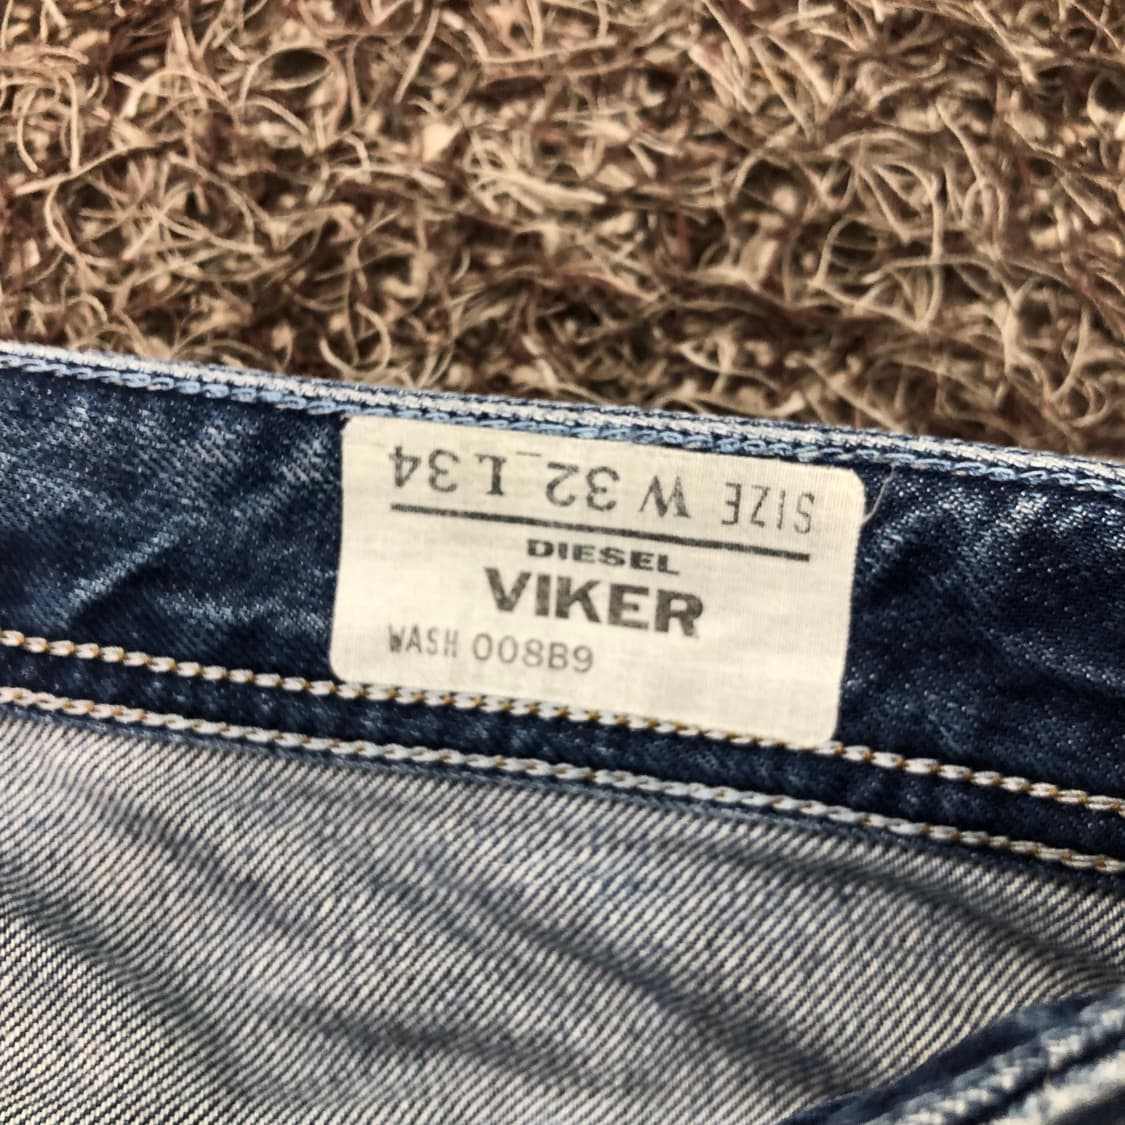 SIZE W 32_L34
DIESEL
VIKER
WASH 008B9